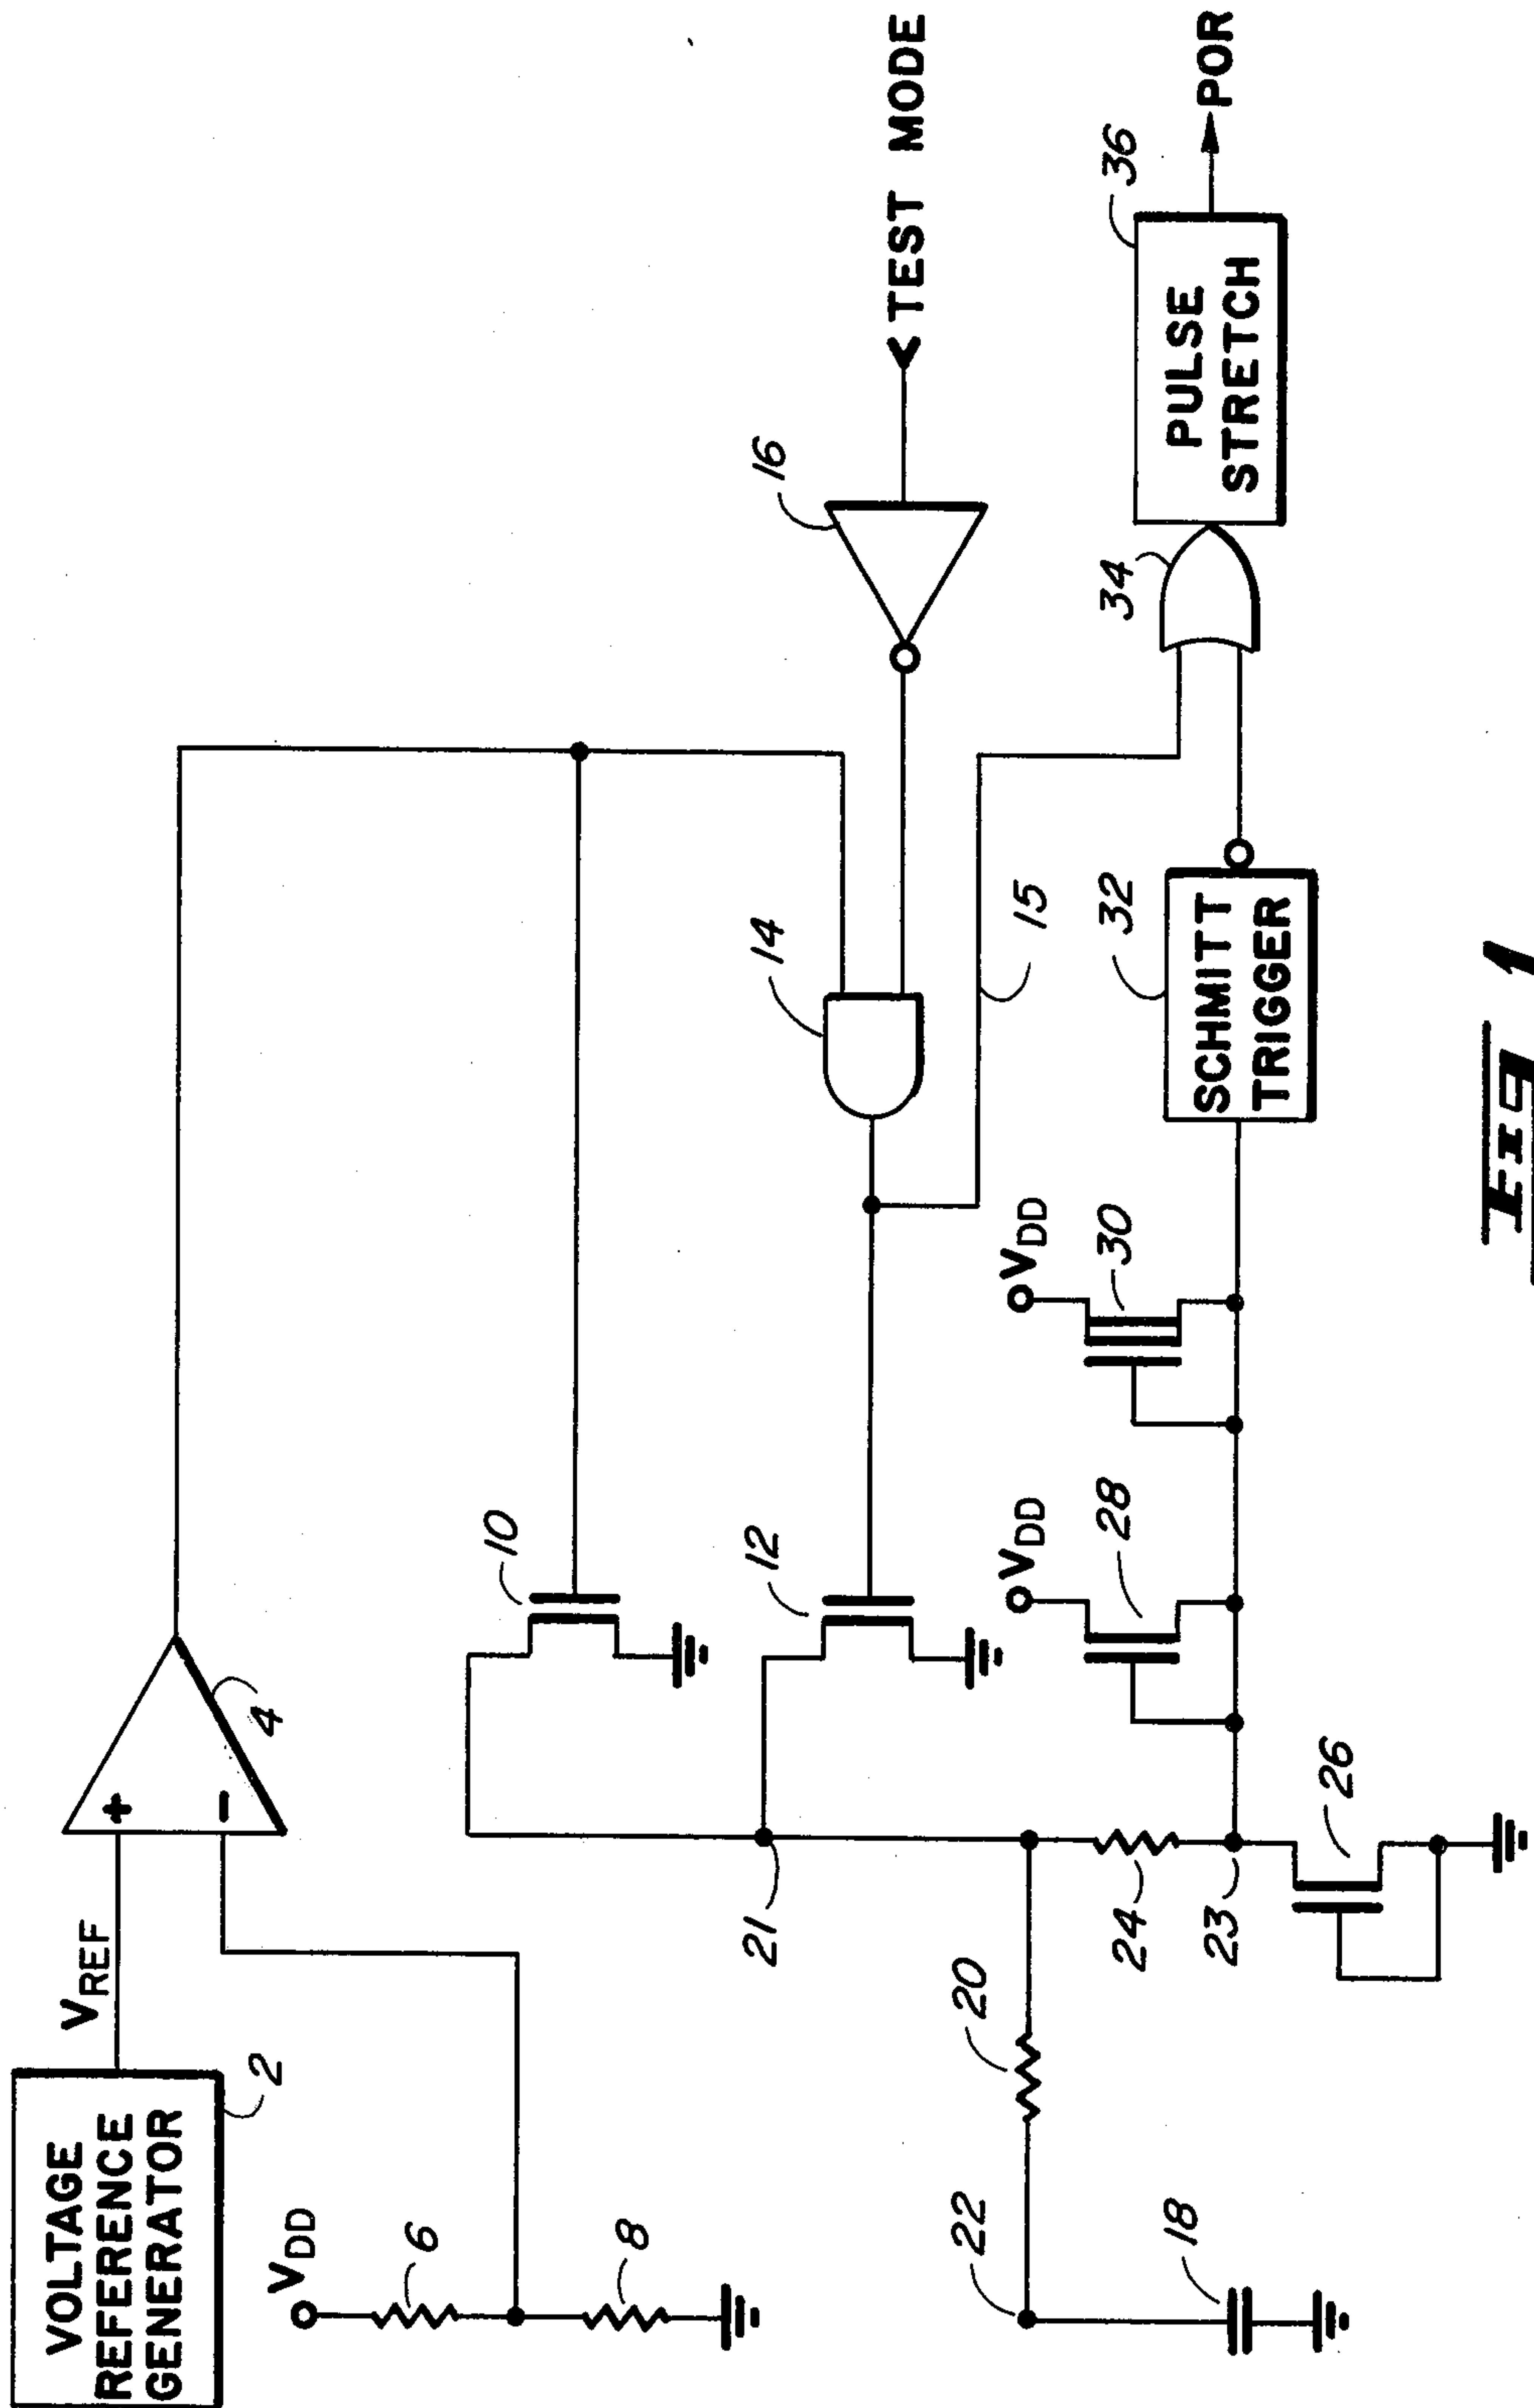 VOLTAGE
REFERENCE
GENERATOR
2
VREF
+
-
4
VDD
6
8
10
12
14
15
16
TEST MODE
21
22
20
18
24
23
26
VDD
28
VDD
30
SCHMITT
TRIGGER
32
34
PULSE
STRETCH
36
POR
FIG 1